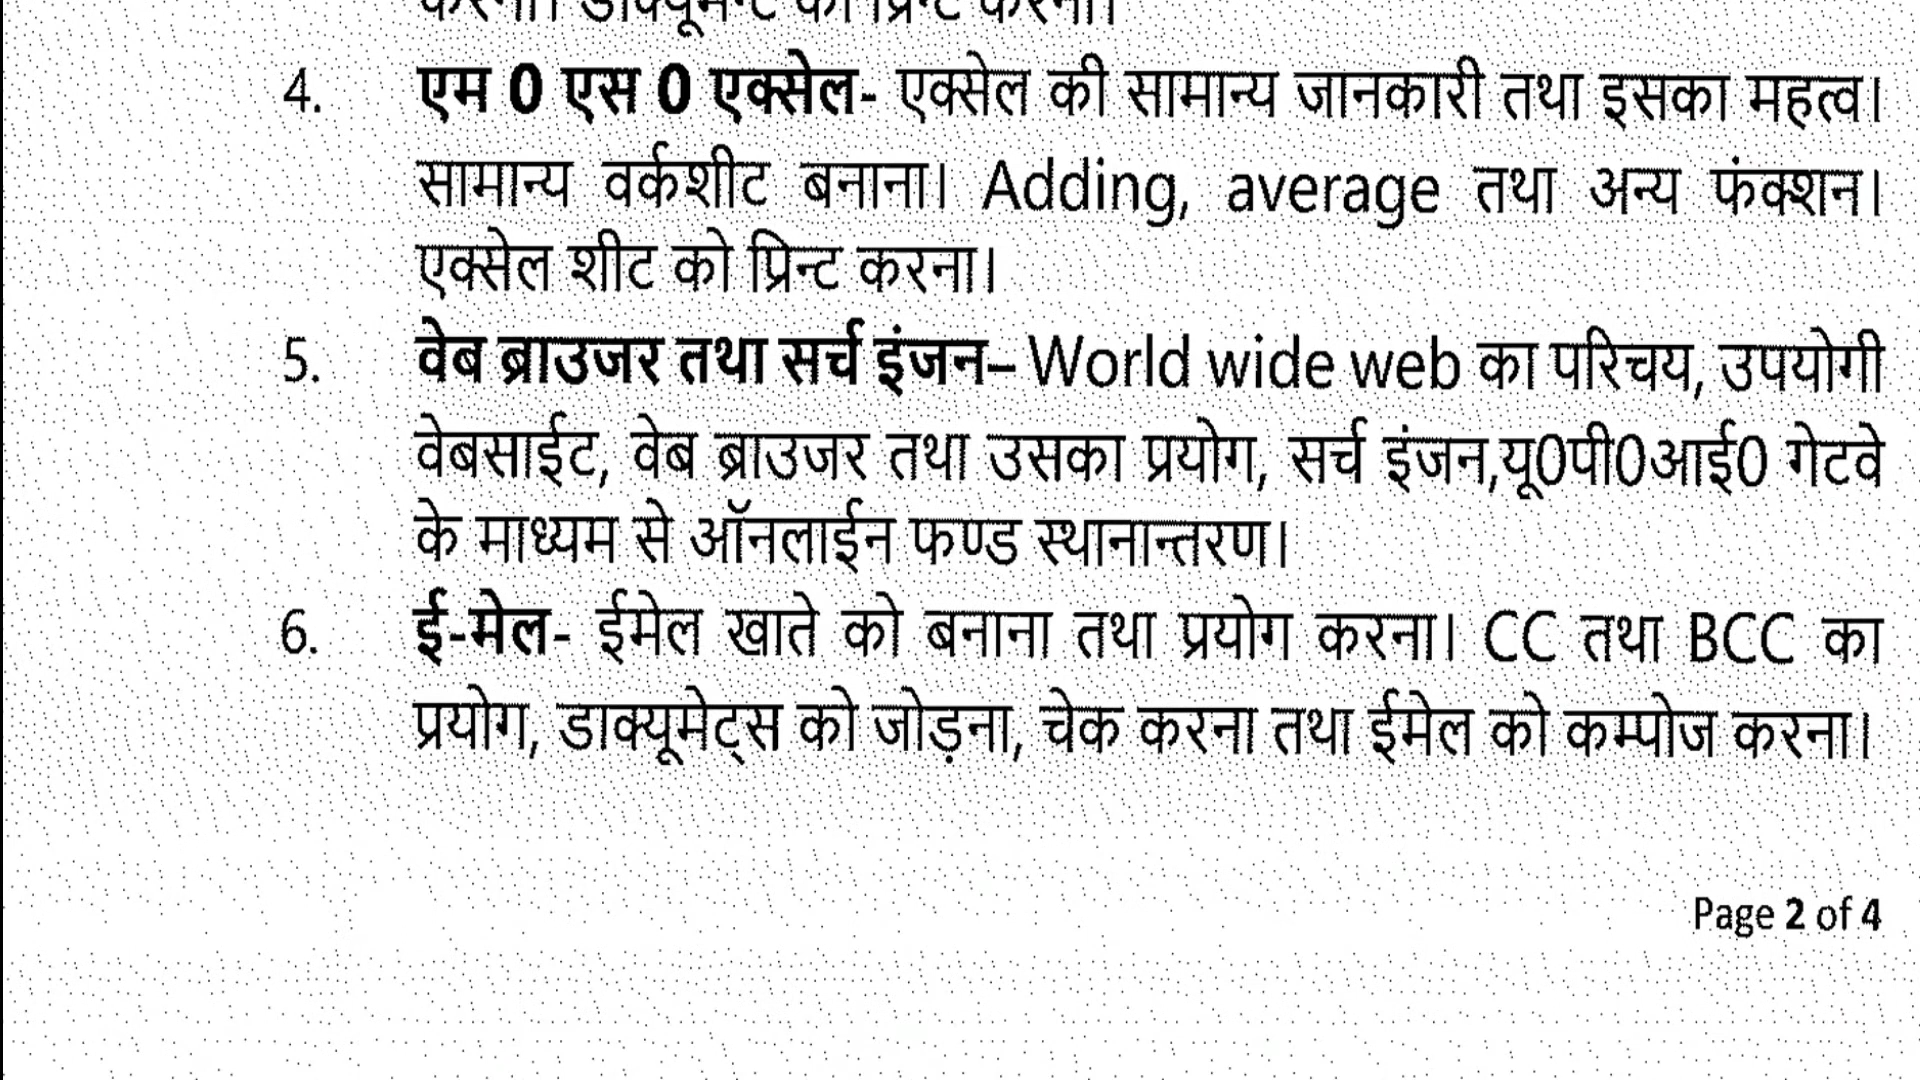 करना। डाक्यूमेन्ट को प्रिन्ट करना।
4. एम 0 एस 0 एक्सेल- एक्सेल की सामान्य जानकारी तथा इसका महत्व।
सामान्य वर्कशीट बनाना। Adding, average तथा अन्य फंक्शन।
एक्सेल शीट को प्रिन्ट करना।
5. वेब ब्राउजर तथा सर्च इंजन– World wide web का परिचय, उपयोगी
वेबसाईट, वेब ब्राउजर तथा उसका प्रयोग, सर्च इंजन,यू0पी0आई0 गेटवे
के माध्यम से ऑनलाईन फण्ड स्थानान्तरण।
6. ई-मेल- ईमेल खाते को बनाना तथा प्रयोग करना। CC तथा BCC का
प्रयोग, डाक्यूमेट्स को जोड़ना, चेक करना तथा ईमेल को कम्पोज करना।
Page 2 of 4